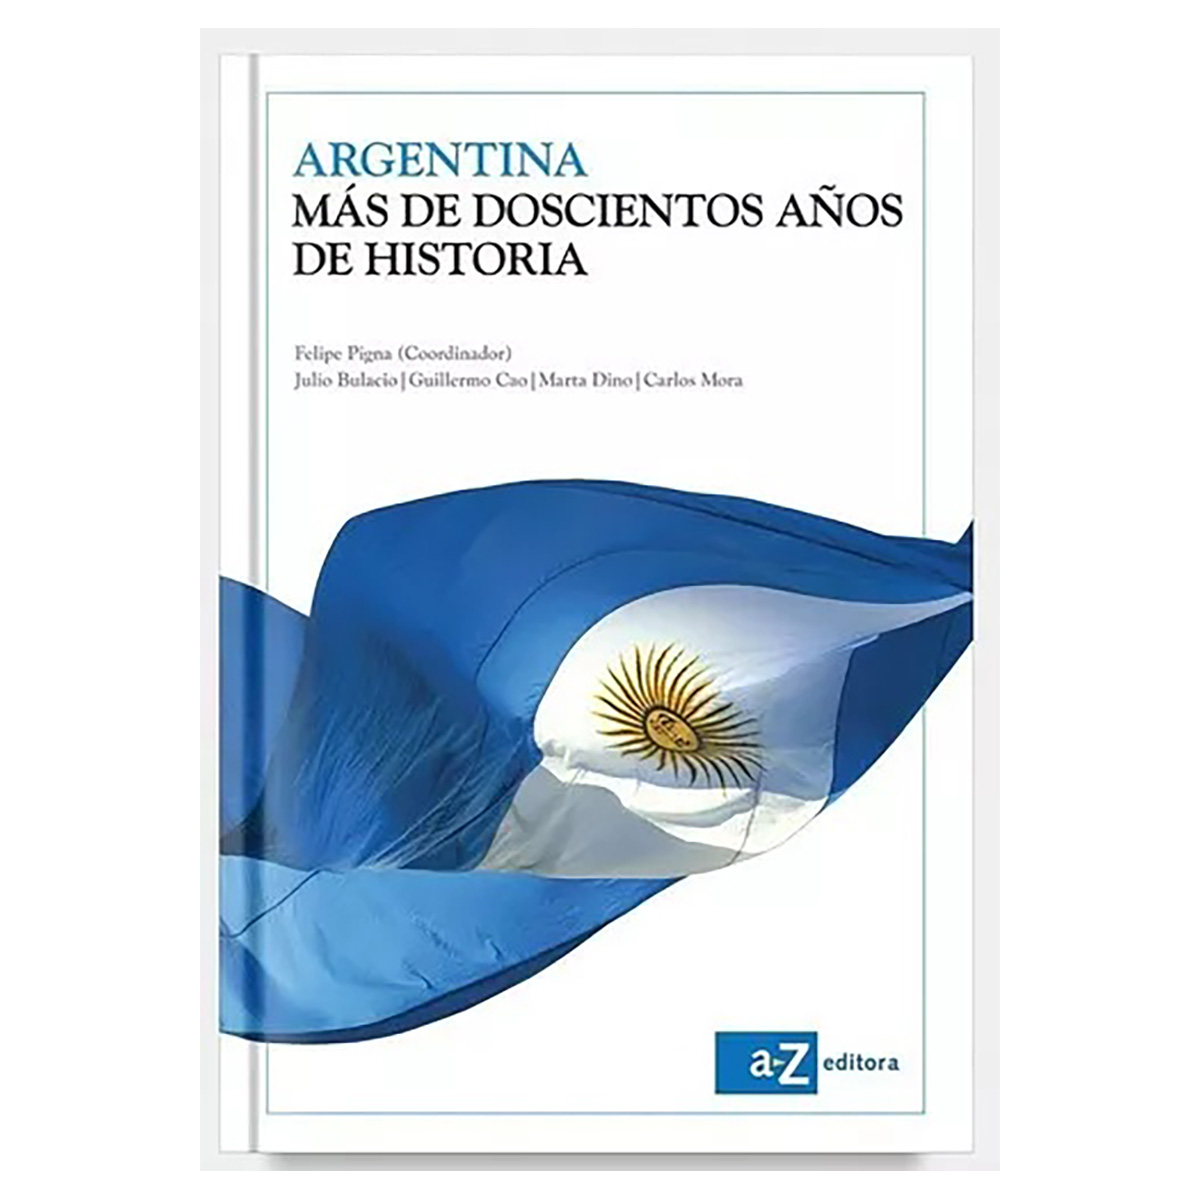 ARGENTINA
MÁS DE DOSCIENTOS AÑOS
DE HISTORIA
Felipe Pigna (Coordinador)
Julio Bulacio|Guillermo Cao|Marta Dino|Carlos Mora
a-Z editora